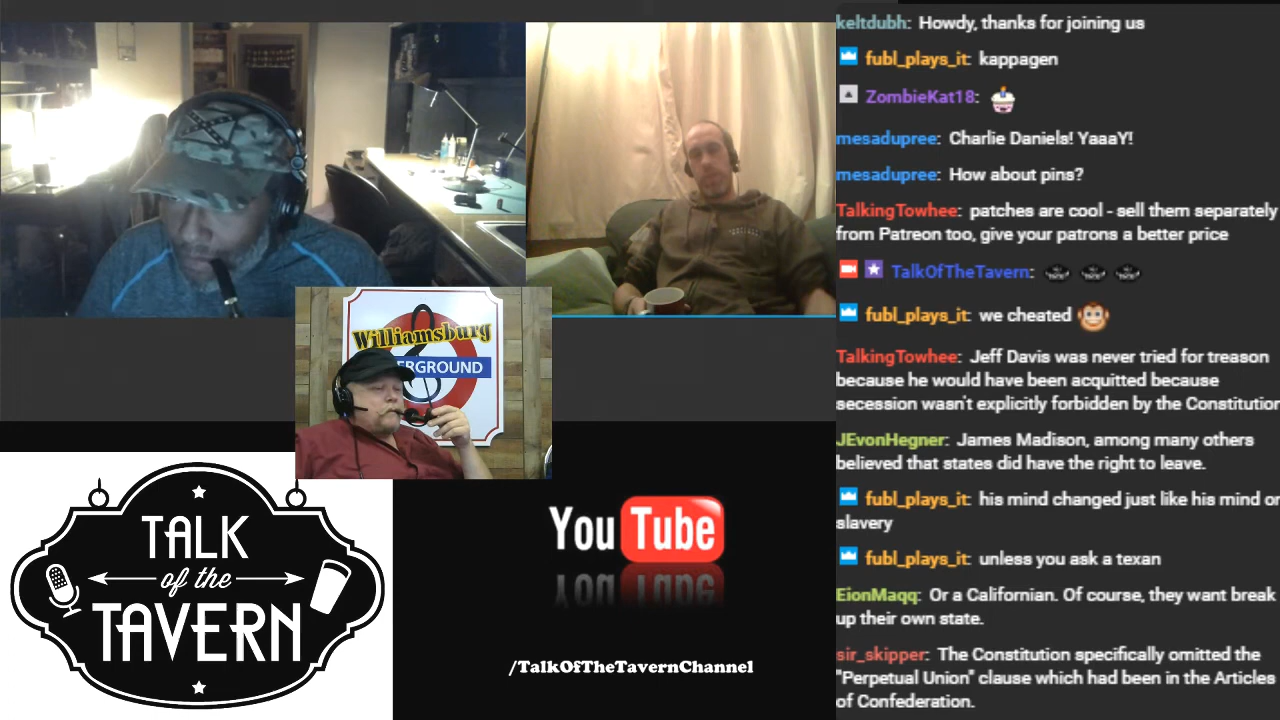 keltdubh: Howdy, thanks for joining us
fubl_plays_it: kappagen
ZombieKat18:
mesadupree: Charlie Daniels! YaaaY!
mesadupree: How about pins?
TalkingTowhee: patches are cool - sell them separately
from Patreon too, give your patrons a better price
TalkOfTheTavern:
fubl_plays_it: we cheated
TalkingTowhee: Jeff Davis was never tried for treason
because he would have been acquitted because
secession wasn't explicitly forbidden by the Constitution
JEvonHegner: James Madison, among many others
believed that states did have the right to leave.
fubl_plays_it: his mind changed just like his mind on
slavery
fubl_plays_it: unless you ask a texan
EionMaqq: Or a Californian. Of course, they want break
up their own state.
sir_skipper: The Constitution specifically omitted the
"Perpetual Union" clause which had been in the Articles
of Confederation.
Williamsburg
ERGROUND
TALK
of the
TAVERN
YouTube
/TalkOfTheTavernChannel